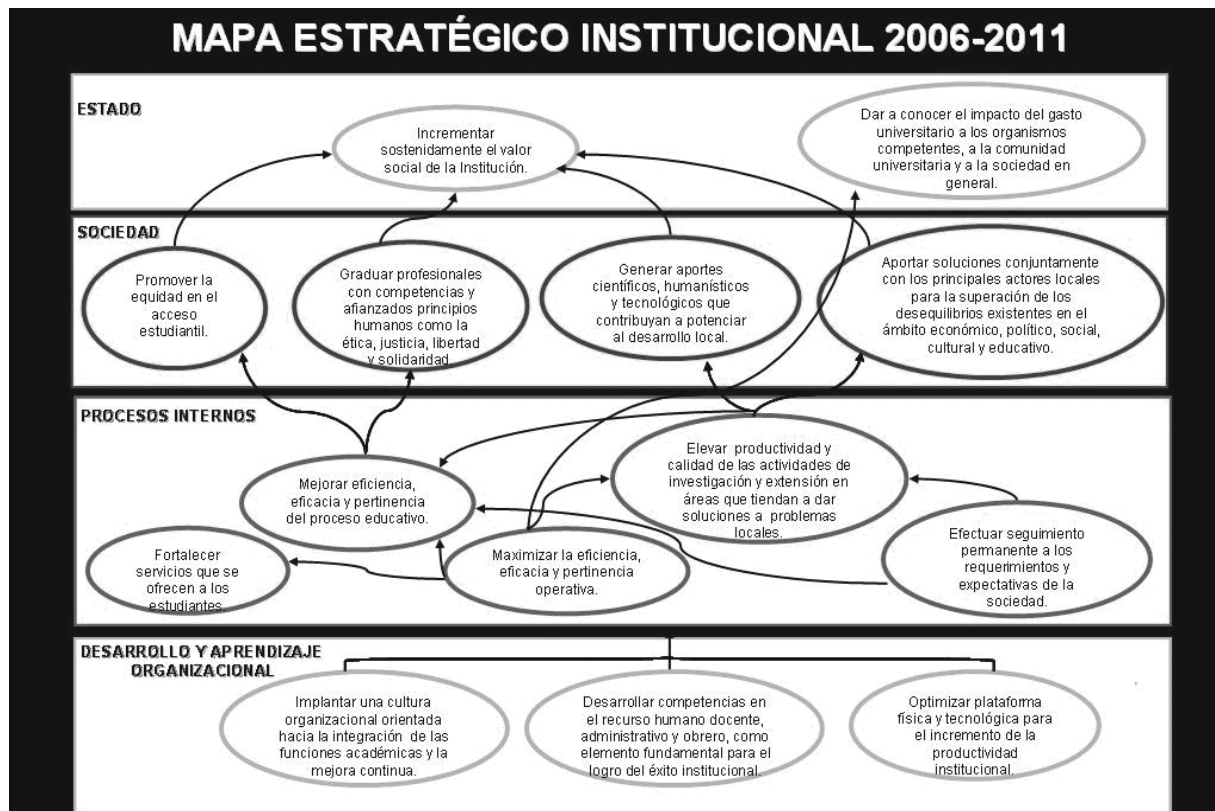 MAPA ESTRATÉGICO INSTITUCIONAL 2006-2011
ESTADO
Incrementar
sostenidamente el valor
social de la Institución.
Dar a conocer el impacto del gasto
universitario a los organismos
competentes, a la comunidad
universitaria y a la sociedad en
general.
SOCIEDAD
Promover la
equidad en el
acceso
estudiantil.
Graduar profesionales
con competencias y
afianzados principios
humanos como la
ética, justicia, libertad
y solidaridad.
Generar aportes
científicos, humanísticos
y tecnológicos que
contribuyan a potenciar
al desarrollo local.
Aportar soluciones conjuntamente
con los principales actores locales
para la superación de los
desequilibrios existentes en el
ámbito económico, político, social,
cultural y educativo.
PROCESOS INTERNOS
Mejorar eficiencia,
eficacia y pertinencia
del proceso educativo.
Elevar productividad y
calidad de las actividades de
investigación y extensión en
áreas que tiendan a dar
soluciones a problemas
locales.
Fortalecer
servicios que se
ofrecen a los
estudiantes.
Maximizar la eficiencia,
eficacia y pertinencia
operativa.
Efectuar seguimiento
permanente a los
requerimientos y
expectativas de la
sociedad.
DESARROLLO Y APRENDIZAJE
ORGANIZACIONAL
Implantar una cultura
organizacional orientada
hacia la integración de las
funciones académicas y la
mejora continua.
Desarrollar competencias en
el recurso humano docente,
administrativo y obrero, como
elemento fundamental para el
logro del éxito institucional.
Optimizar plataforma
física y tecnológica para
el incremento de la
productividad
institucional.